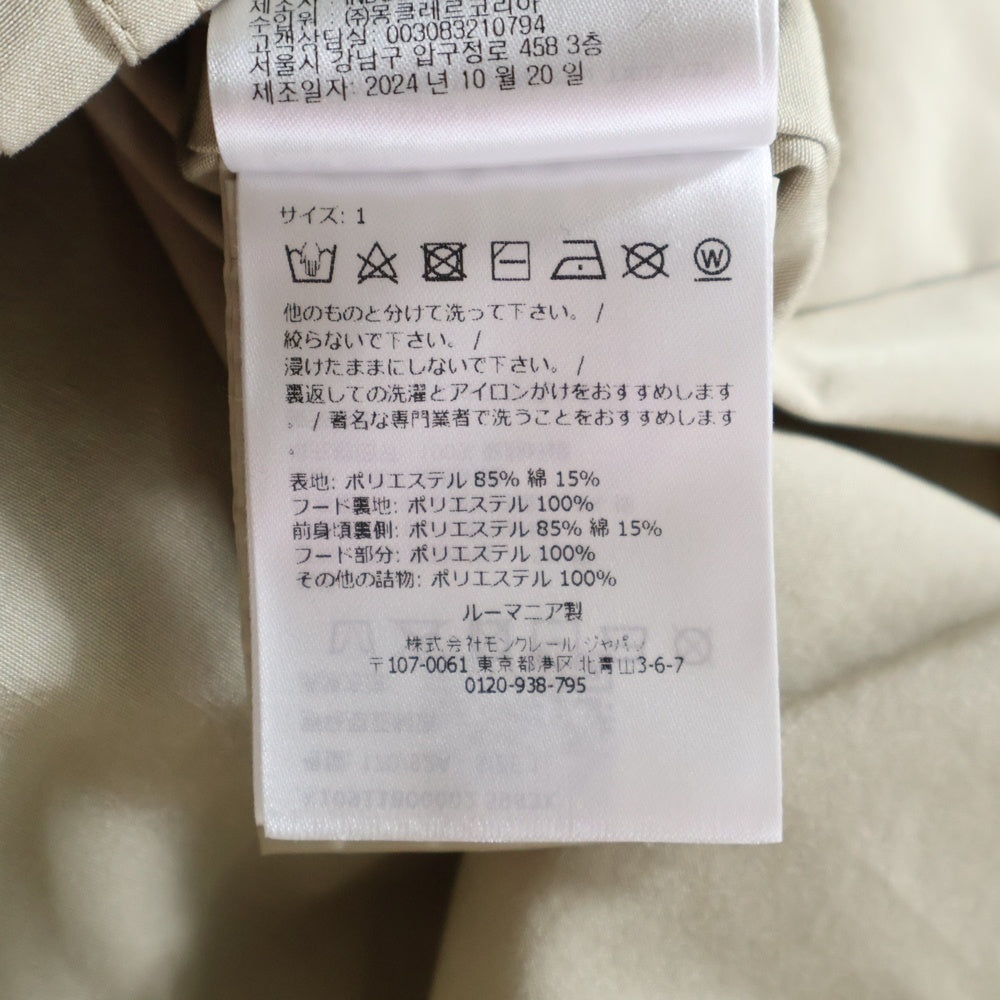 수입원 : (주)몽클레르코리아
고객상담실: 003083210794
서울시 강남구 압구정로 458 3층
제조일자: 2024 년 10 월 20 일
サイズ: 1
W
他のものと分けて洗って下さい。 /
絞らないで下さい。 /
浸けたままにしないで下さい。 /
裏返しての洗濯とアイロンがけをおすすめします
。 / 著名な専門業者で洗うことをおすすめします
。
表地: ポリエステル 85% 綿 15%
フード裏地: ポリエステル 100%
前身頃裏側: ポリエステル 85% 綿 15%
フード部分: ポリエステル 100%
その他の詰物: ポリエステル 100%
ルーマニア製
株式会社モンクレール ジャパン
〒107-0061 東京都港区北青山3-6-7
0120-938-795